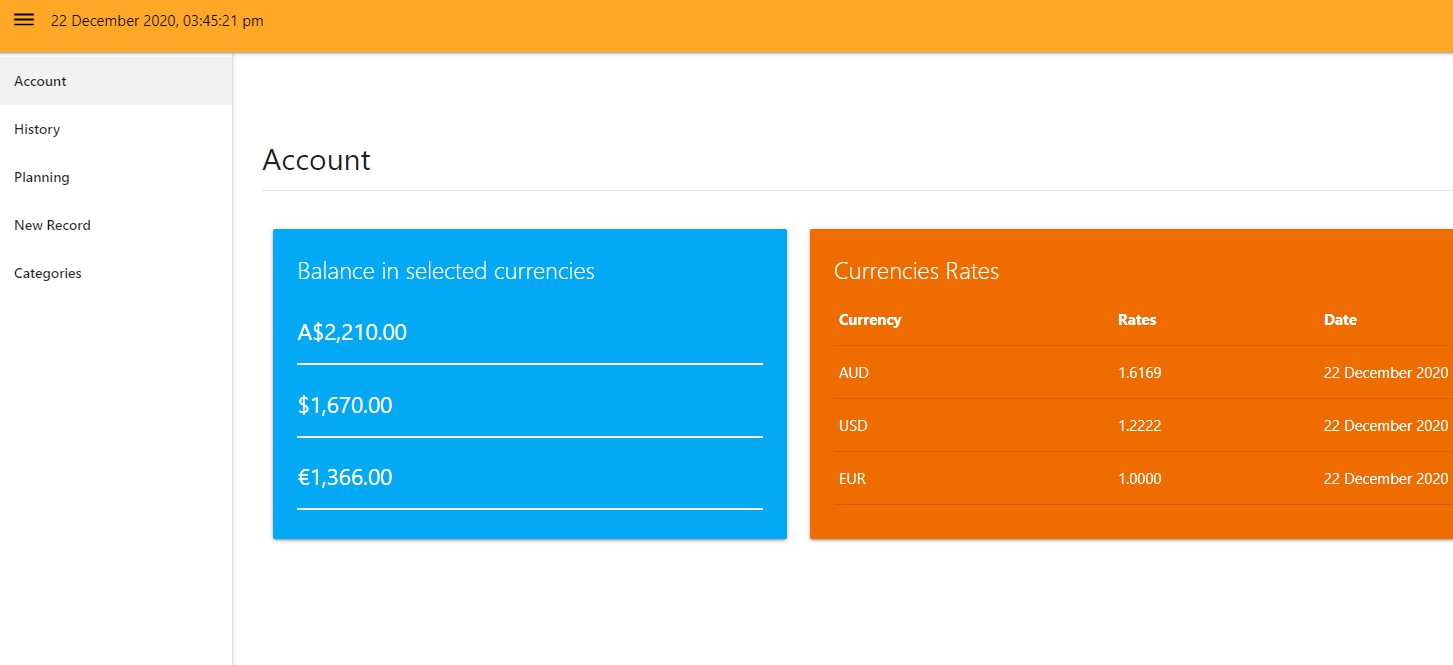 22 December 2020, 03:45:21 pm
Account
History
Planning
New Record
Categories
Account
Balance in selected currencies
A$2,210.00
$1,670.00
€1,366.00
Currencies Rates
Currency Rates Date
AUD 1.6169 22 December 2020
USD 1.2222 22 December 2020
EUR 1.0000 22 December 2020